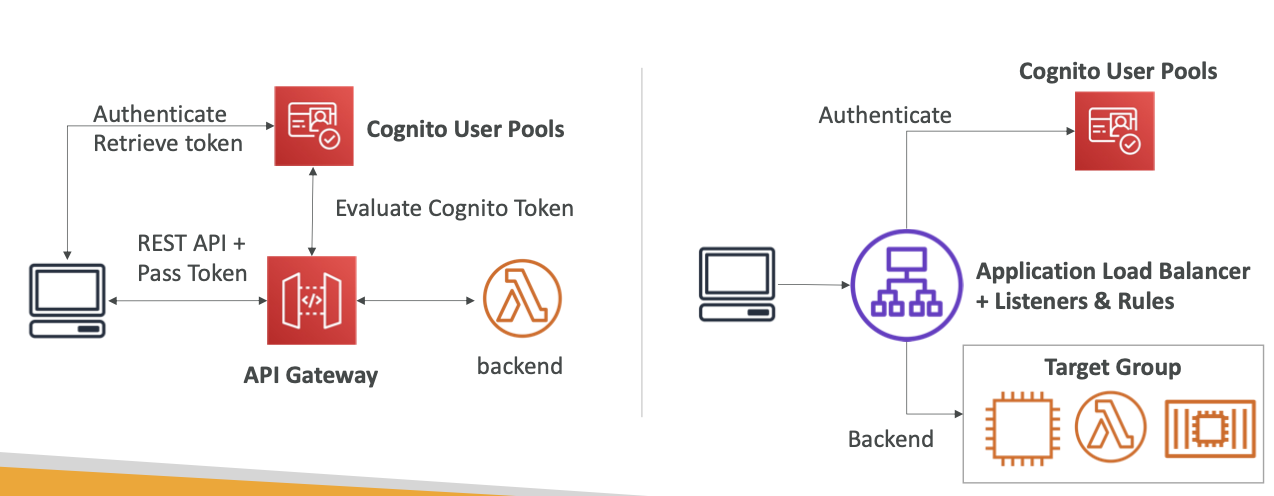 Authenticate
Retrieve token
Cognito User Pools
Evaluate Cognito Token
REST API +
Pass Token
</>
API Gateway
backend
Cognito User Pools
Authenticate
Application Load Balancer
+ Listeners & Rules
Target Group
Backend